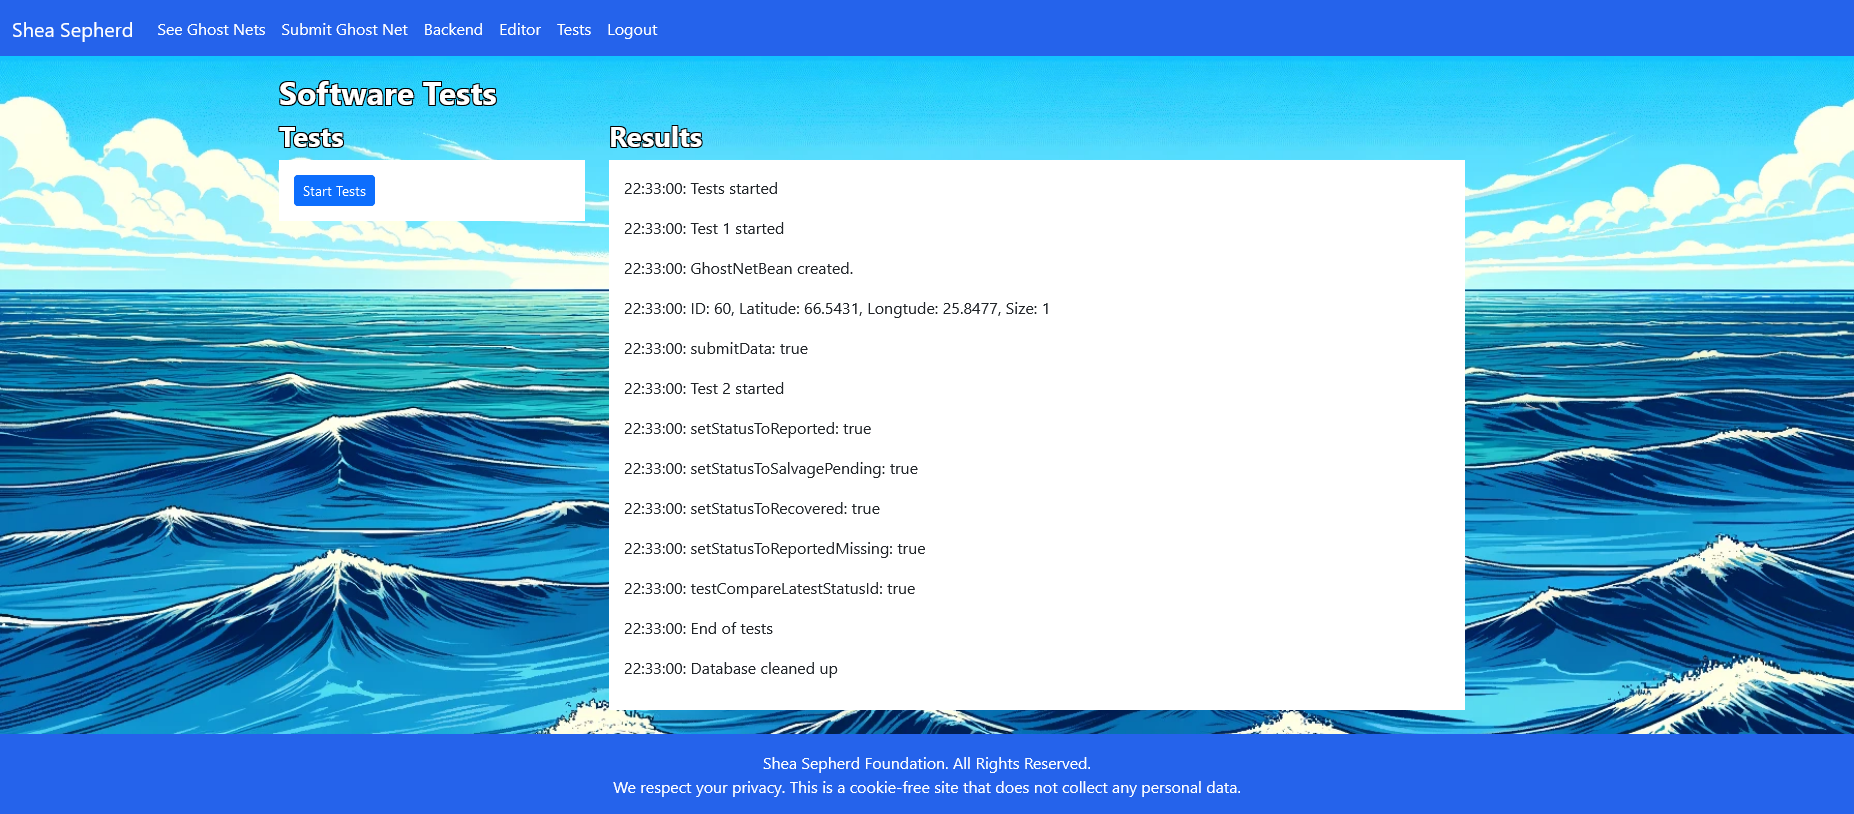 Shea Sepherd See Ghost Nets Submit Ghost Net Backend Editor Tests Logout
Software Tests
Tests
Start Tests
Results
22:33:00: Tests started
22:33:00: Test 1 started
22:33:00: GhostNetBean created.
22:33:00: ID: 60, Latitude: 66.5431, Longtude: 25.8477, Size: 1
22:33:00: submitData: true
22:33:00: Test 2 started
22:33:00: setStatusToReported: true
22:33:00: setStatusToSalvagePending: true
22:33:00: setStatusToRecovered: true
22:33:00: setStatusToReportedMissing: true
22:33:00: testCompareLatestStatusId: true
22:33:00: End of tests
22:33:00: Database cleaned up
Shea Sepherd Foundation. All Rights Reserved.
We respect your privacy. This is a cookie-free site that does not collect any personal data.